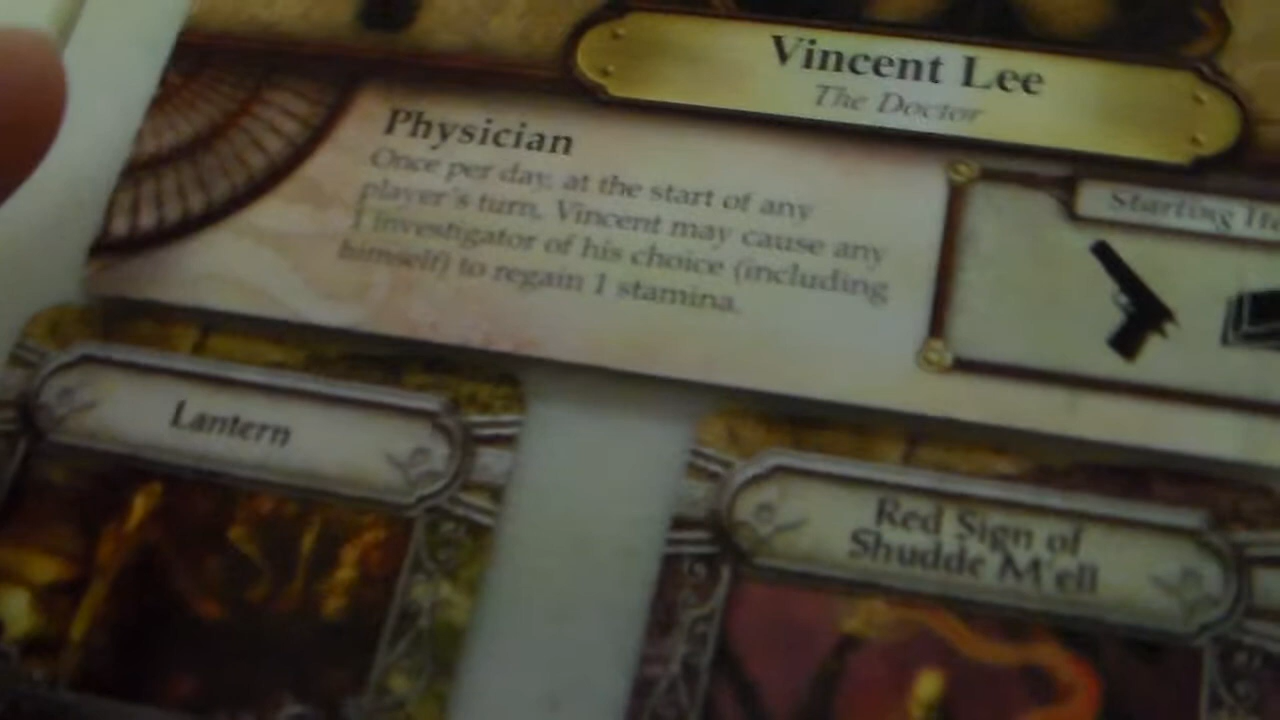 Vincent Lee
The Doctor
Physician
Once per day, at the start of any
player's turn, Vincent may cause any
1 investigator of his choice (including
himself) to regain 1 stamina.
Starting
Lantern
Red Sign of
Shudde M'ell